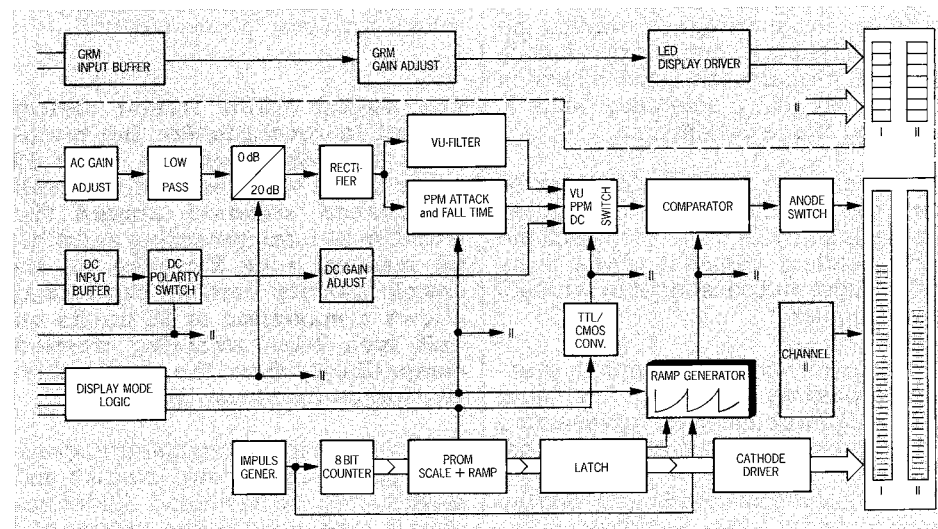 GRM
INPUT BUFFER
GRM
GAIN ADJUST
LED
DISPLAY DRIVER
II
I II
AC GAIN
ADJUST
LOW
PASS
0 dB
20 dB
RECTI-
FIER
VU-FILTER
PPM ATTACK
and FALL TIME
VU
PPM
DC
SWITCH
COMPARATOR
ANODE
SWITCH
DC
INPUT
BUFFER
DC
POLARITY
SWITCH
DC GAIN
ADJUST
II
II
II
II
TTL/
CMOS
CONV.
CHANNEL
II
DISPLAY MODE
LOGIC
II
RAMP GENERATOR
IMPULS
GENER.
8 BIT
COUNTER
PROM
SCALE + RAMP
LATCH
CATHODE
DRIVER
I II